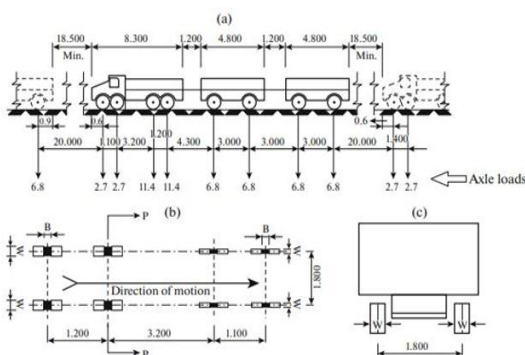 (a)
18.500 8.300 1.200 4.800 1.200 4.800 18.500
Min. Min.
0.9 0.6 1.200 0.6 1.400
20.000 1.100 3.200 4.300 3.000 3.000 3.000 20.000
6.8 2.7 2.7 11.4 11.4 6.8 6.8 6.8 6.8 2.7 2.7
Axle loads
P (b) (c)
B B
W W
Direction of motion 1.800
W W W W
1.200 3.200 1.100
P 1.800